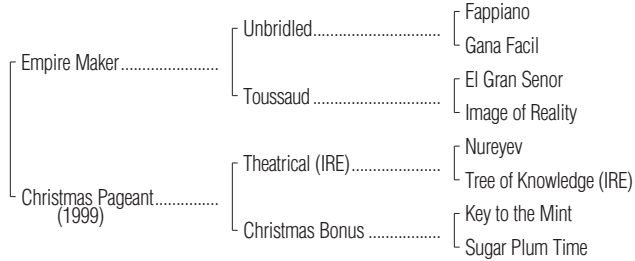 Fappiano
Unbridled
Gana Facil
Empire Maker
El Gran Senor
Toussaud
Image of Reality
Nureyev
Theatrical (IRE)
Tree of Knowledge (IRE)
Christmas Pageant
(1999)
Key to the Mint
Christmas Bonus
Sugar Plum Time